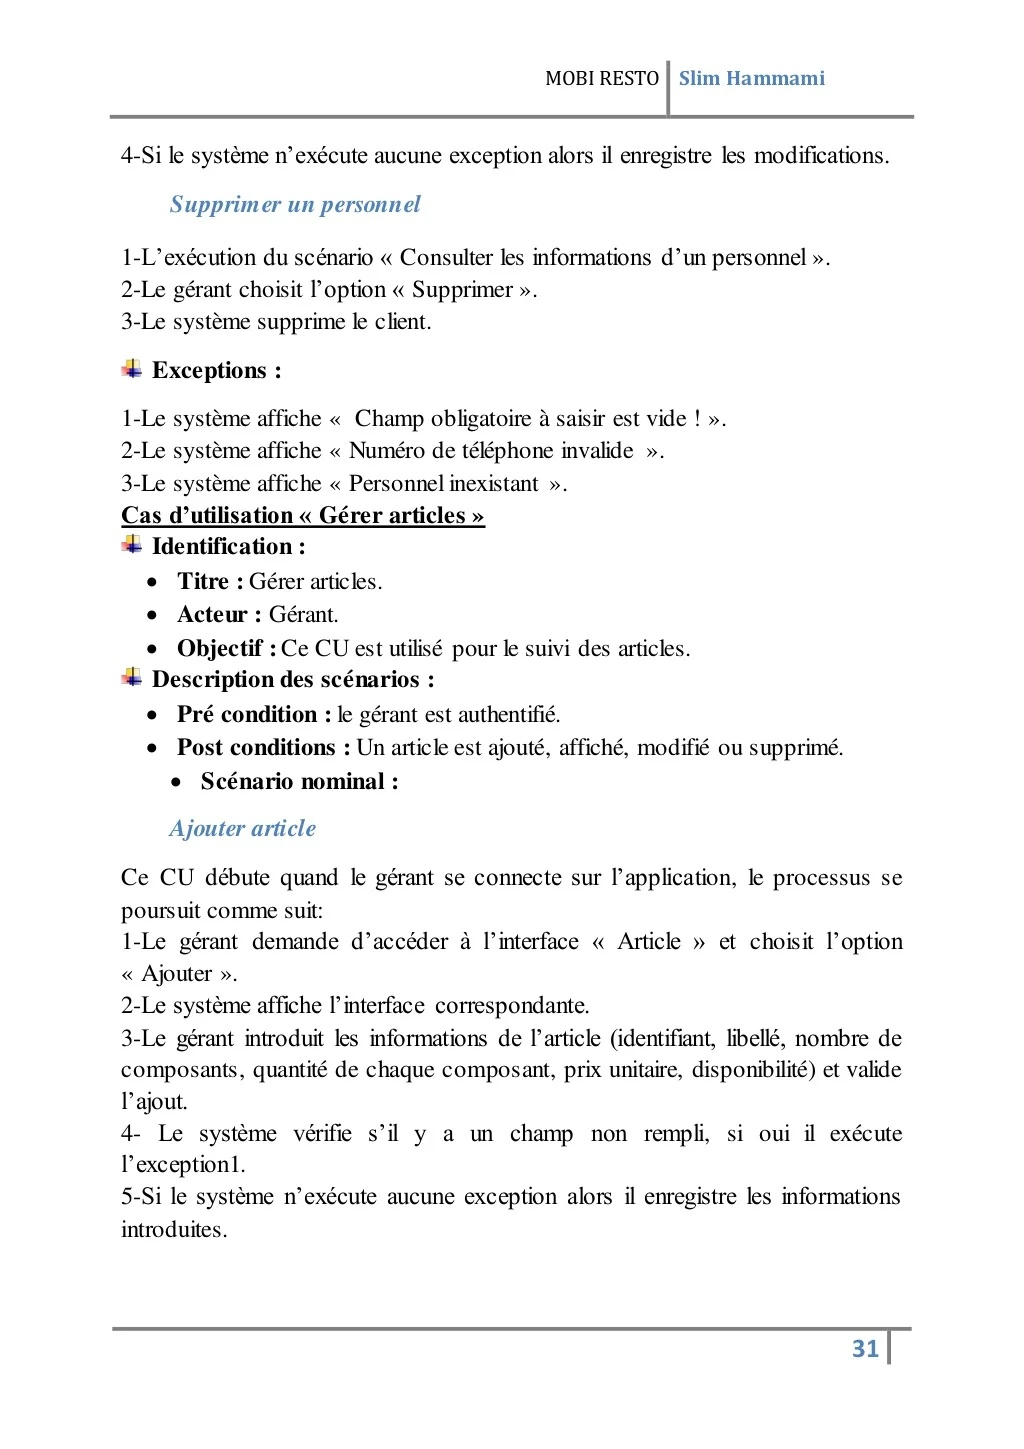 MOBI RESTO Slim Hammami
4-Si le système n’exécute aucune exception alors il enregistre les modifications.
Supprimer un personnel
1-L’exécution du scénario « Consulter les informations d’un personnel ».
2-Le gérant choisit l’option « Supprimer ».
3-Le système supprime le client.
Exceptions :
1-Le système affiche « Champ obligatoire à saisir est vide ! ».
2-Le système affiche « Numéro de téléphone invalide ».
3-Le système affiche « Personnel inexistant ».
Cas d’utilisation « Gérer articles »
Identification :
• Titre : Gérer articles.
• Acteur : Gérant.
• Objectif : Ce CU est utilisé pour le suivi des articles.
Description des scénarios :
• Pré condition : le gérant est authentifié.
• Post conditions : Un article est ajouté, affiché, modifié ou supprimé.
• Scénario nominal :
Ajouter article
Ce CU débute quand le gérant se connecte sur l’application, le processus se
poursuit comme suit:
1-Le gérant demande d’accéder à l’interface « Article » et choisit l’option
« Ajouter ».
2-Le système affiche l’interface correspondante.
3-Le gérant introduit les informations de l’article (identifiant, libellé, nombre de
composants, quantité de chaque composant, prix unitaire, disponibilité) et valide
l’ajout.
4- Le système vérifie s’il y a un champ non rempli, si oui il exécute
l’exception1.
5-Si le système n’exécute aucune exception alors il enregistre les informations
introduites.
31